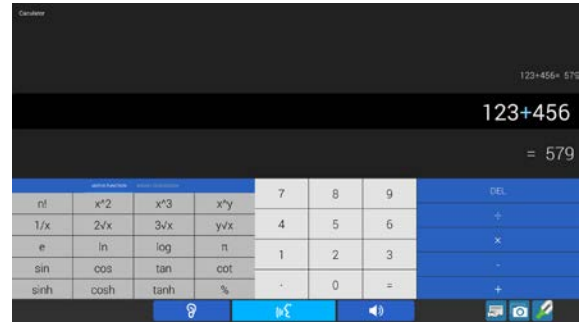 Calculator
123+456= 579
123+456
= 579
7 8 9 DEL
n! x^2 x^3 x^y
÷
1/x 2√x 3√x y√x 4 5 6
×
e ln log π
1 2 3
-
sin cos tan cot
sinh cosh tanh % . 0 = +